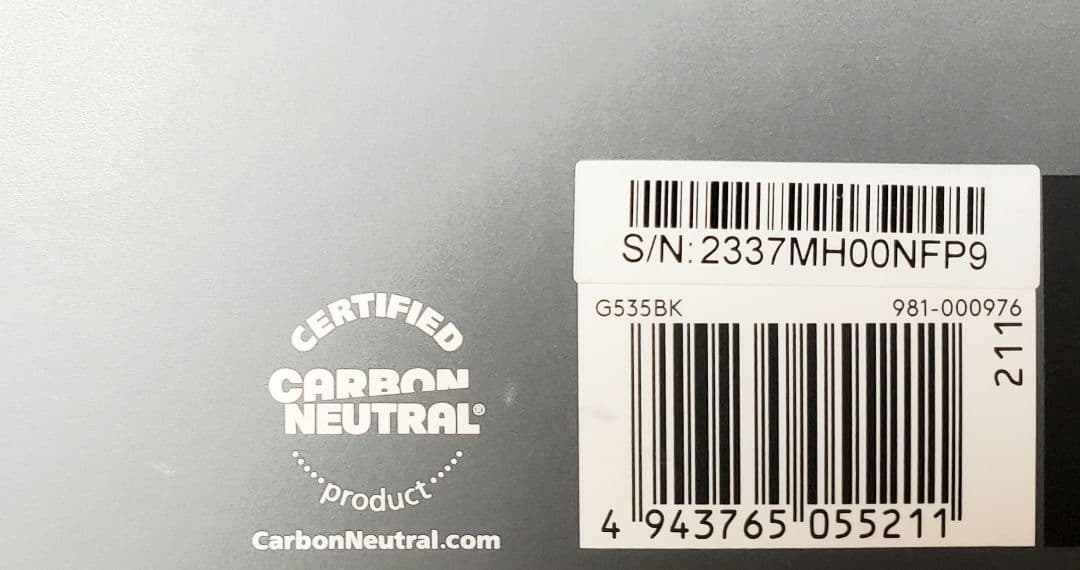 S/N: 2337MH00NFP9
G535BK 981-000976
211
4 943765 055211
CERTIFIED
CARBON
NEUTRAL®
product
CarbonNeutral.com